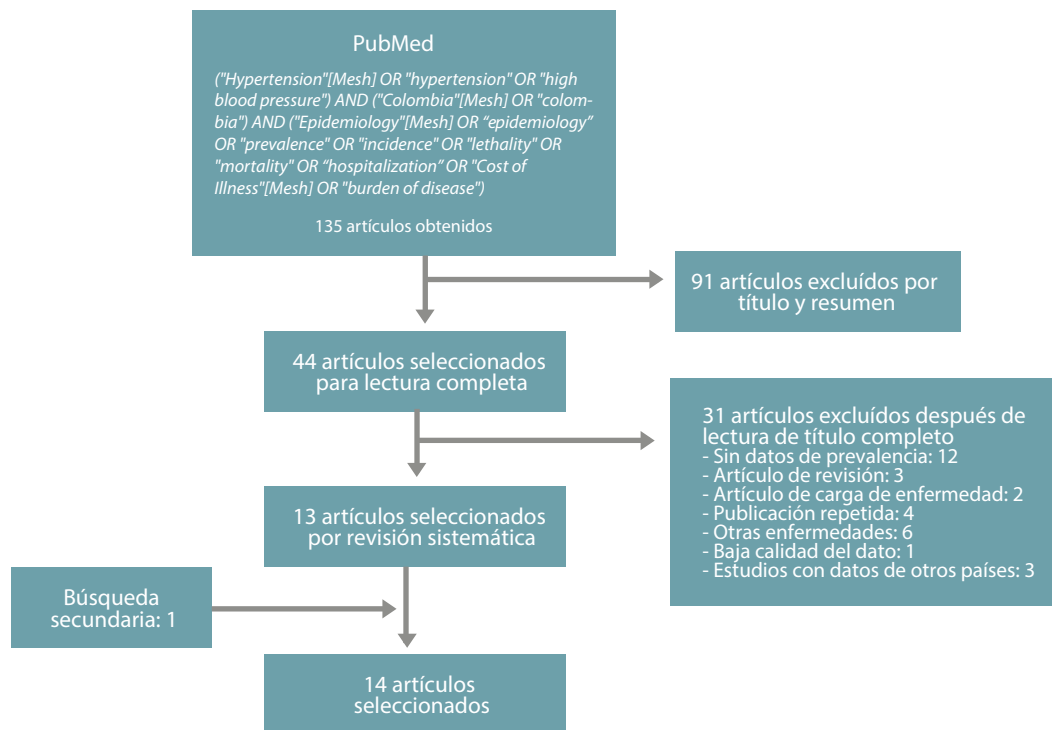 PubMed
("Hypertension"[Mesh] OR "hypertension" OR "high
blood pressure") AND ("Colombia"[Mesh] OR "colom-
bia") AND ("Epidemiology"[Mesh] OR “epidemiology”
OR "prevalence" OR "incidence" OR "lethality" OR
"mortality" OR “hospitalization” OR "Cost of
Illness"[Mesh] OR "burden of disease")
135 artículos obtenidos
91 artículos excluídos por
título y resumen
44 artículos seleccionados
para lectura completa
31 artículos excluídos después de
lectura de título completo
- Sin datos de prevalencia: 12
- Artículo de revisión: 3
- Artículo de carga de enfermedad: 2
- Publicación repetida: 4
- Otras enfermedades: 6
- Baja calidad del dato: 1
- Estudios con datos de otros países: 3
13 artículos seleccionados
por revisión sistemática
Búsqueda
secundaria: 1
14 artículos
seleccionados